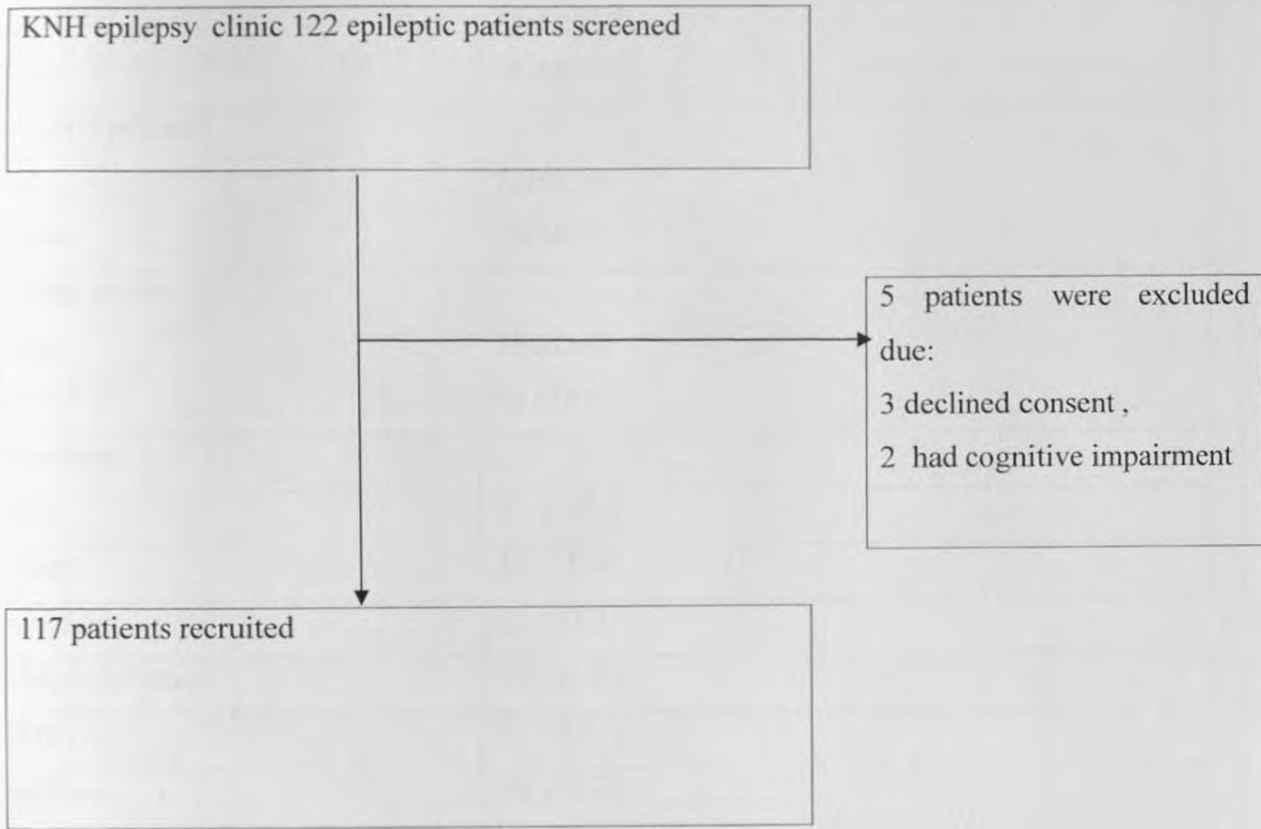 KNH epilepsy clinic 122 epileptic patients screened
5 patients were excluded
due:
3 declined consent ,
2 had cognitive impairment
117 patients recruited